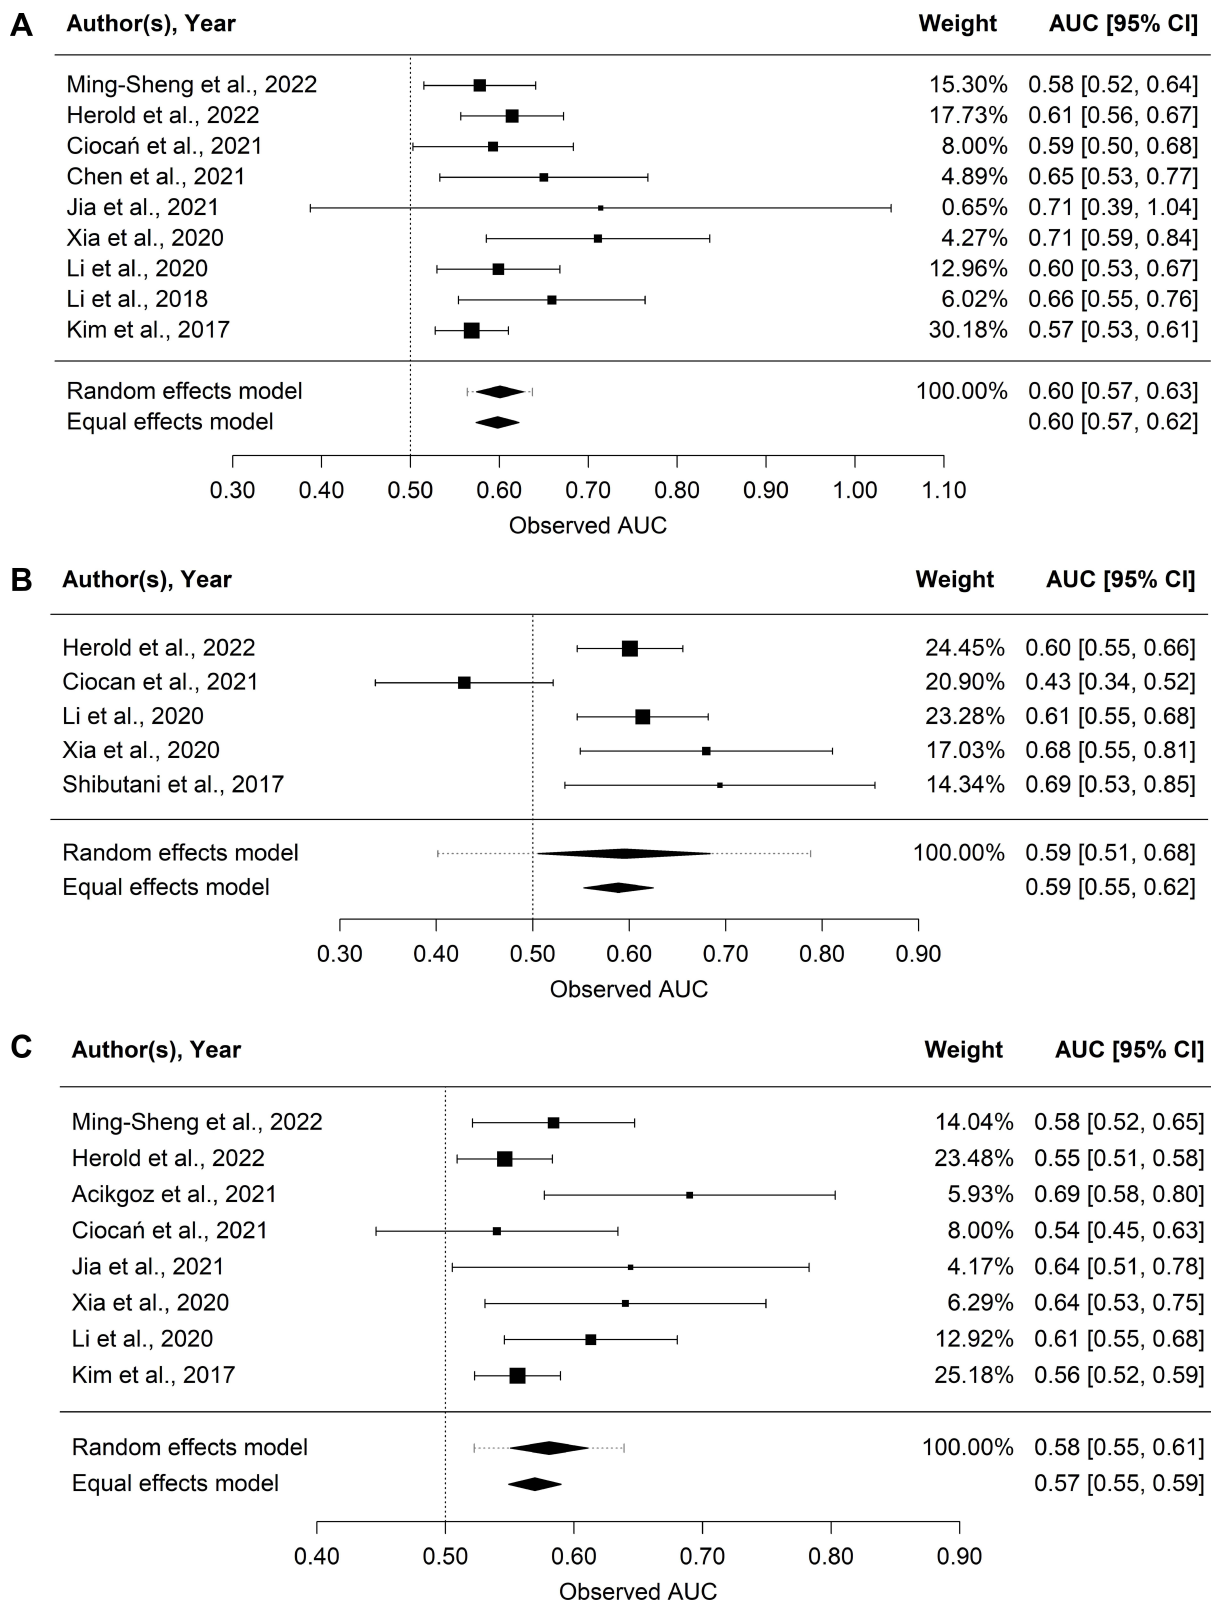 A Author(s), Year Weight AUC [95% CI]
Ming-Sheng et al., 2022 15.30% 0.58 [0.52, 0.64]
Herold et al., 2022 17.73% 0.61 [0.56, 0.67]
Ciocań et al., 2021 8.00% 0.59 [0.50, 0.68]
Chen et al., 2021 4.89% 0.65 [0.53, 0.77]
Jia et al., 2021 0.65% 0.71 [0.39, 1.04]
Xia et al., 2020 4.27% 0.71 [0.59, 0.84]
Li et al., 2020 12.96% 0.60 [0.53, 0.67]
Li et al., 2018 6.02% 0.66 [0.55, 0.76]
Kim et al., 2017 30.18% 0.57 [0.53, 0.61]
Random effects model 100.00% 0.60 [0.57, 0.63]
Equal effects model 0.60 [0.57, 0.62]
0.30 0.40 0.50 0.60 0.70 0.80 0.90 1.00 1.10
Observed AUC
B Author(s), Year Weight AUC [95% CI]
Herold et al., 2022 24.45% 0.60 [0.55, 0.66]
Ciocan et al., 2021 20.90% 0.43 [0.34, 0.52]
Li et al., 2020 23.28% 0.61 [0.55, 0.68]
Xia et al., 2020 17.03% 0.68 [0.55, 0.81]
Shibutani et al., 2017 14.34% 0.69 [0.53, 0.85]
Random effects model 100.00% 0.59 [0.51, 0.68]
Equal effects model 0.59 [0.55, 0.62]
0.30 0.40 0.50 0.60 0.70 0.80 0.90
Observed AUC
C Author(s), Year Weight AUC [95% CI]
Ming-Sheng et al., 2022 14.04% 0.58 [0.52, 0.65]
Herold et al., 2022 23.48% 0.55 [0.51, 0.58]
Acikgoz et al., 2021 5.93% 0.69 [0.58, 0.80]
Ciocań et al., 2021 8.00% 0.54 [0.45, 0.63]
Jia et al., 2021 4.17% 0.64 [0.51, 0.78]
Xia et al., 2020 6.29% 0.64 [0.53, 0.75]
Li et al., 2020 12.92% 0.61 [0.55, 0.68]
Kim et al., 2017 25.18% 0.56 [0.52, 0.59]
Random effects model 100.00% 0.58 [0.55, 0.61]
Equal effects model 0.57 [0.55, 0.59]
0.40 0.50 0.60 0.70 0.80 0.90
Observed AUC